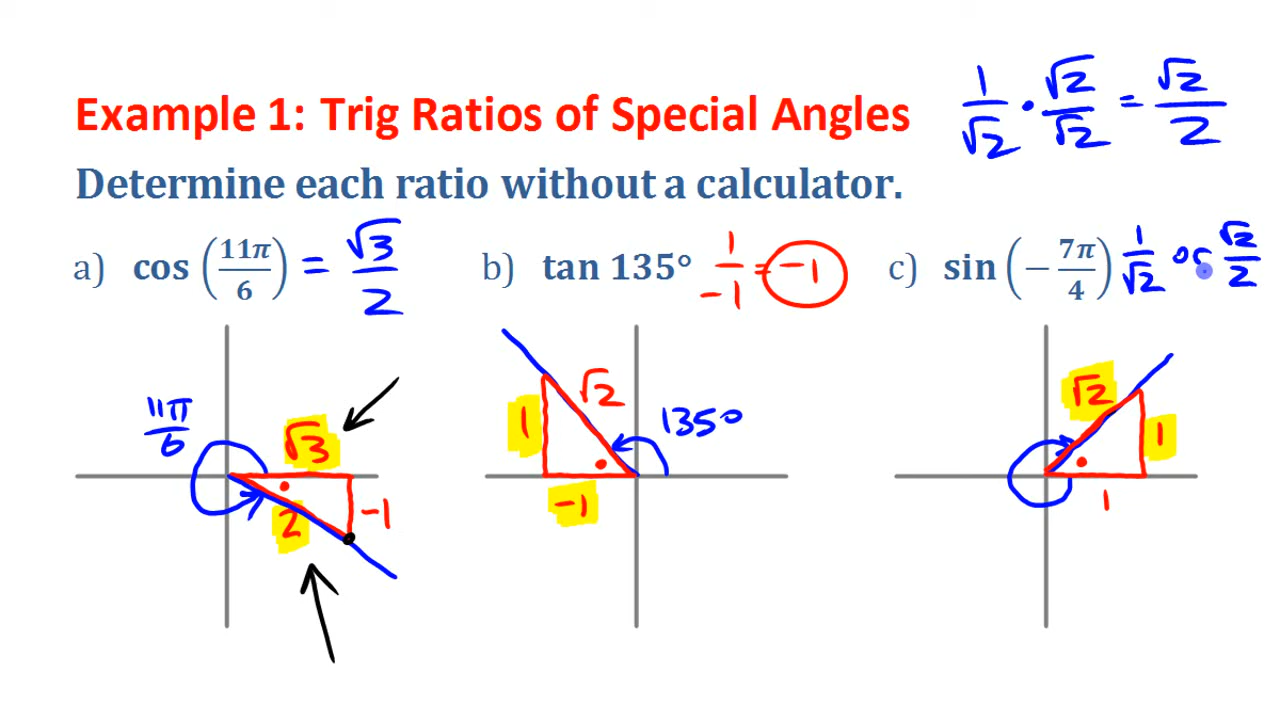 Example 1: Trig Ratios of Special Angles
1/√2 · √2/√2 = √2/2
Determine each ratio without a calculator.
a) cos (11π/6) = √3/2
b) tan 135° 1/-1 = -1
c) sin (− 7π/4) 1/√2 or √2/2
11π/6
√3
2
-1
1
√2
135°
-1
√2
1
1